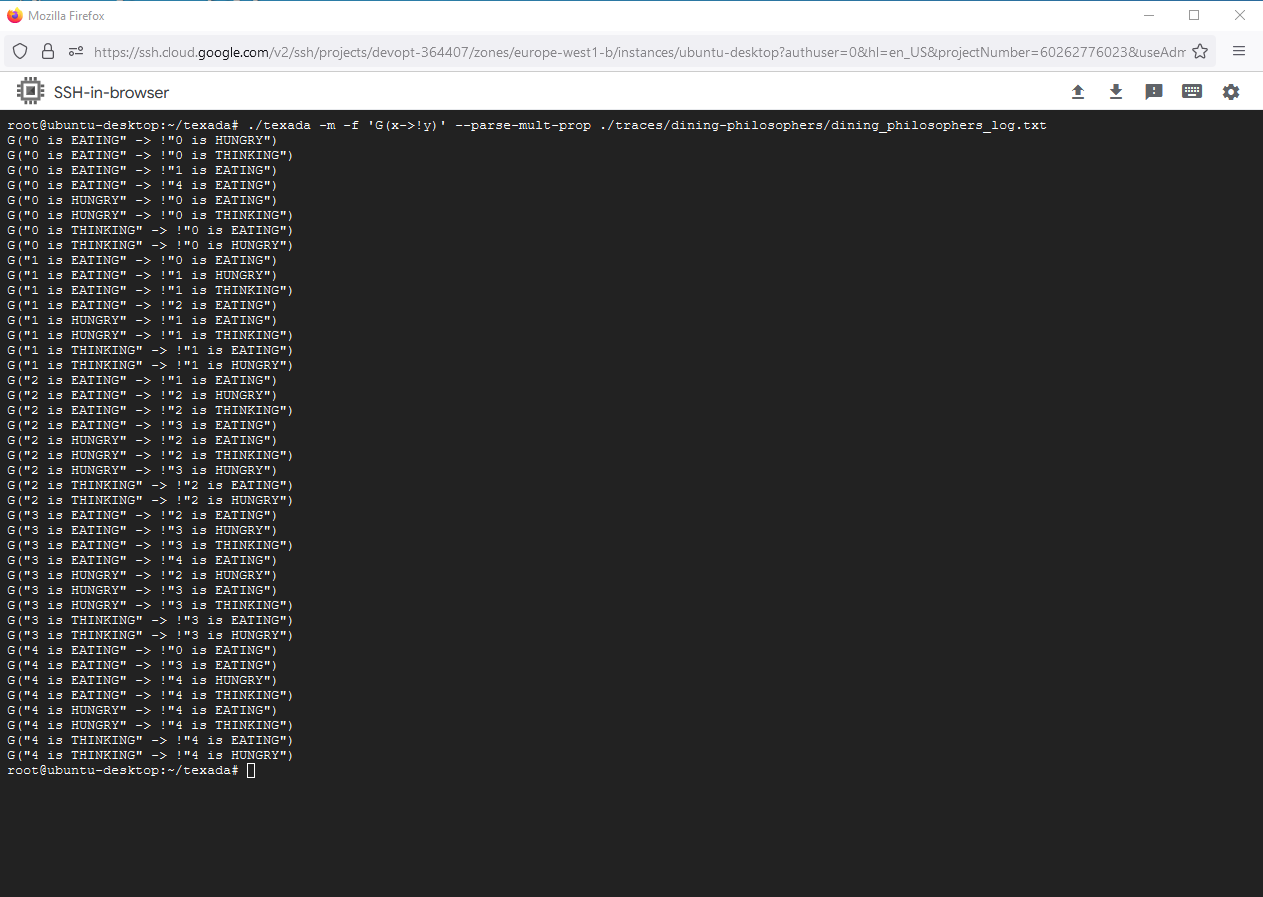 Mozilla Firefox
https://ssh.cloud.google.com/v2/ssh/projects/devopt-364407/zones/europe-west1-b/instances/ubuntu-desktop?authuser=0&hl=en_US&projectNumber=60262776023&useAdm
SSH-in-browser
root@ubuntu-desktop:~/texada# ./texada -m -f 'G(x->!y)' --parse-mult-prop ./traces/dining-philosophers/dining_philosophers_log.txt
G("0 is EATING" -> !"0 is HUNGRY")
G("0 is EATING" -> !"0 is THINKING")
G("0 is EATING" -> !"1 is EATING")
G("0 is EATING" -> !"4 is EATING")
G("0 is HUNGRY" -> !"0 is EATING")
G("0 is HUNGRY" -> !"0 is THINKING")
G("0 is THINKING" -> !"0 is EATING")
G("0 is THINKING" -> !"0 is HUNGRY")
G("1 is EATING" -> !"0 is EATING")
G("1 is EATING" -> !"1 is HUNGRY")
G("1 is EATING" -> !"1 is THINKING")
G("1 is EATING" -> !"2 is EATING")
G("1 is HUNGRY" -> !"1 is EATING")
G("1 is HUNGRY" -> !"1 is THINKING")
G("1 is THINKING" -> !"1 is EATING")
G("1 is THINKING" -> !"1 is HUNGRY")
G("2 is EATING" -> !"1 is EATING")
G("2 is EATING" -> !"2 is HUNGRY")
G("2 is EATING" -> !"2 is THINKING")
G("2 is EATING" -> !"3 is EATING")
G("2 is HUNGRY" -> !"2 is EATING")
G("2 is HUNGRY" -> !"2 is THINKING")
G("2 is HUNGRY" -> !"3 is HUNGRY")
G("2 is THINKING" -> !"2 is EATING")
G("2 is THINKING" -> !"2 is HUNGRY")
G("3 is EATING" -> !"2 is EATING")
G("3 is EATING" -> !"3 is HUNGRY")
G("3 is EATING" -> !"3 is THINKING")
G("3 is EATING" -> !"4 is EATING")
G("3 is HUNGRY" -> !"2 is HUNGRY")
G("3 is HUNGRY" -> !"3 is EATING")
G("3 is HUNGRY" -> !"3 is THINKING")
G("3 is THINKING" -> !"3 is EATING")
G("3 is THINKING" -> !"3 is HUNGRY")
G("4 is EATING" -> !"0 is EATING")
G("4 is EATING" -> !"3 is EATING")
G("4 is EATING" -> !"4 is HUNGRY")
G("4 is EATING" -> !"4 is THINKING")
G("4 is HUNGRY" -> !"4 is EATING")
G("4 is HUNGRY" -> !"4 is THINKING")
G("4 is THINKING" -> !"4 is EATING")
G("4 is THINKING" -> !"4 is HUNGRY")
root@ubuntu-desktop:~/texada#